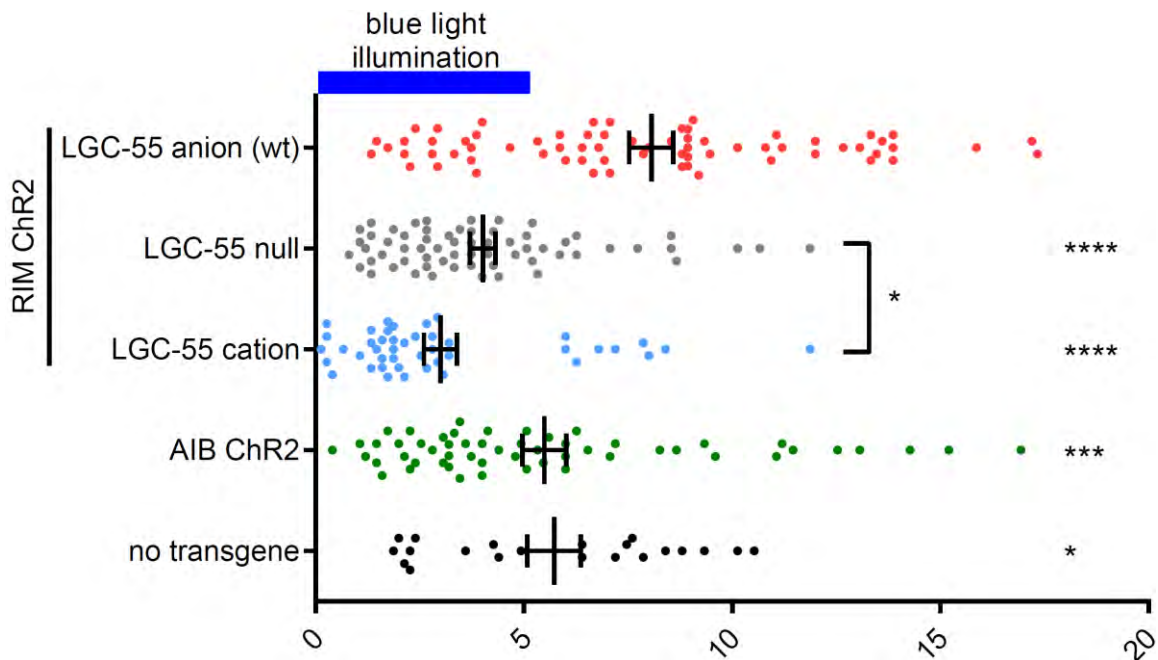 blue light
illumination
RIM ChR2
LGC-55 anion (wt)
LGC-55 null
****
*
LGC-55 cation
****
AIB ChR2
***
no transgene
*
0
5
10
15
20